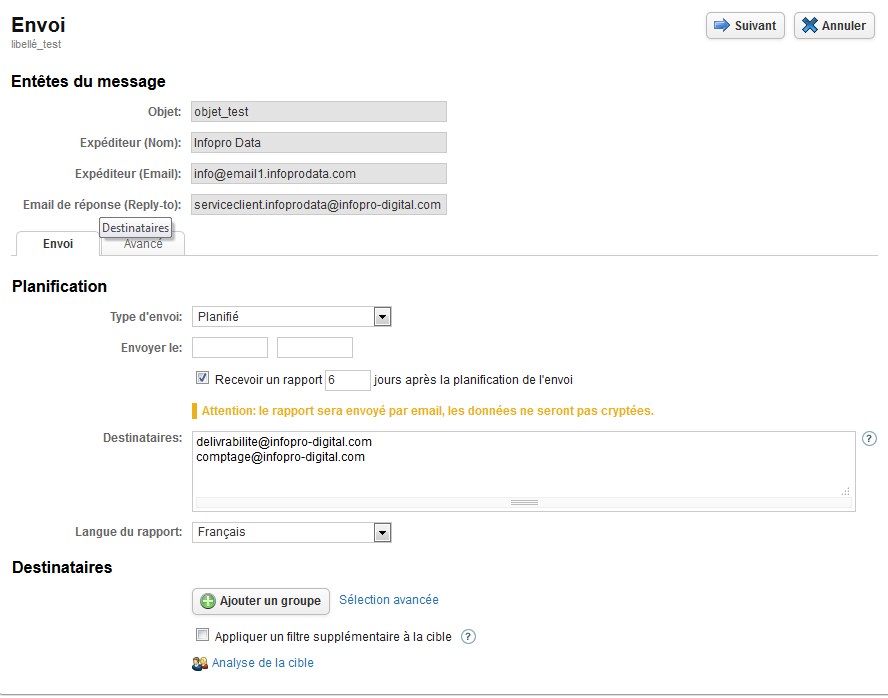 Envoi
Suivant
Annuler
libellé_test
Entêtes du message
Objet: objet_test
Expéditeur (Nom): Infopro Data
Expéditeur (Email): info@email1.infoprodata.com
Email de réponse (Reply-to): serviceclient.infoprodata@infopro-digital.com
Destinataires
Envoi
Avancé
Planification
Type d'envoi: Planifié
Envoyer le:
Recevoir un rapport 6 jours après la planification de l'envoi
Attention: le rapport sera envoyé par email, les données ne seront pas cryptées.
Destinataires: delivrabilite@infopro-digital.com
comptage@infopro-digital.com
?
Langue du rapport: Français
Destinataires
Ajouter un groupe Sélection avancée
Appliquer un filtre supplémentaire à la cible ?
Analyse de la cible